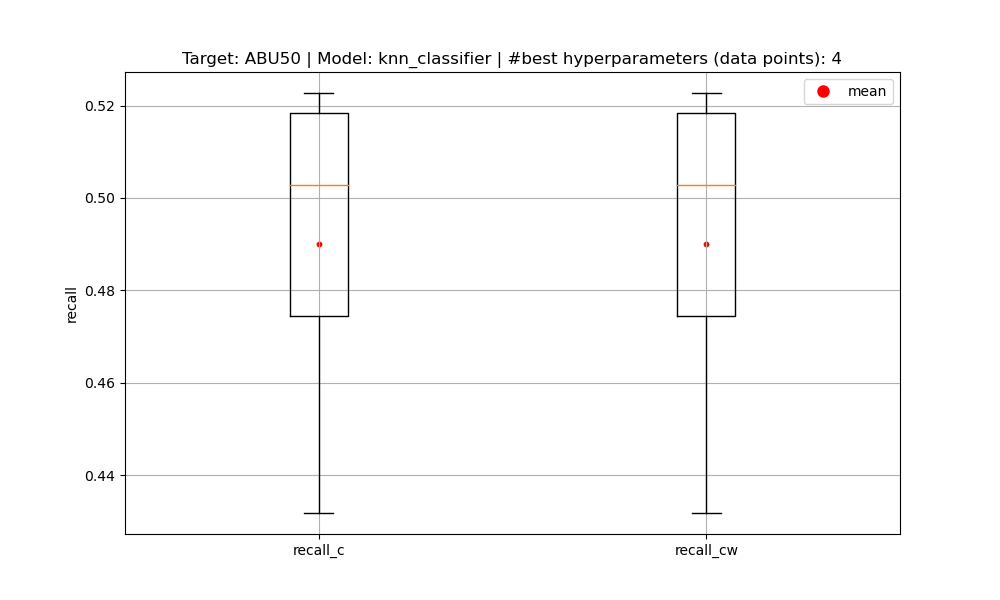 Target: ABU50 | Model: knn_classifier | #best hyperparameters (data points): 4
mean
0.52
0.50
0.48
0.46
0.44
recall
recall_c
recall_cw